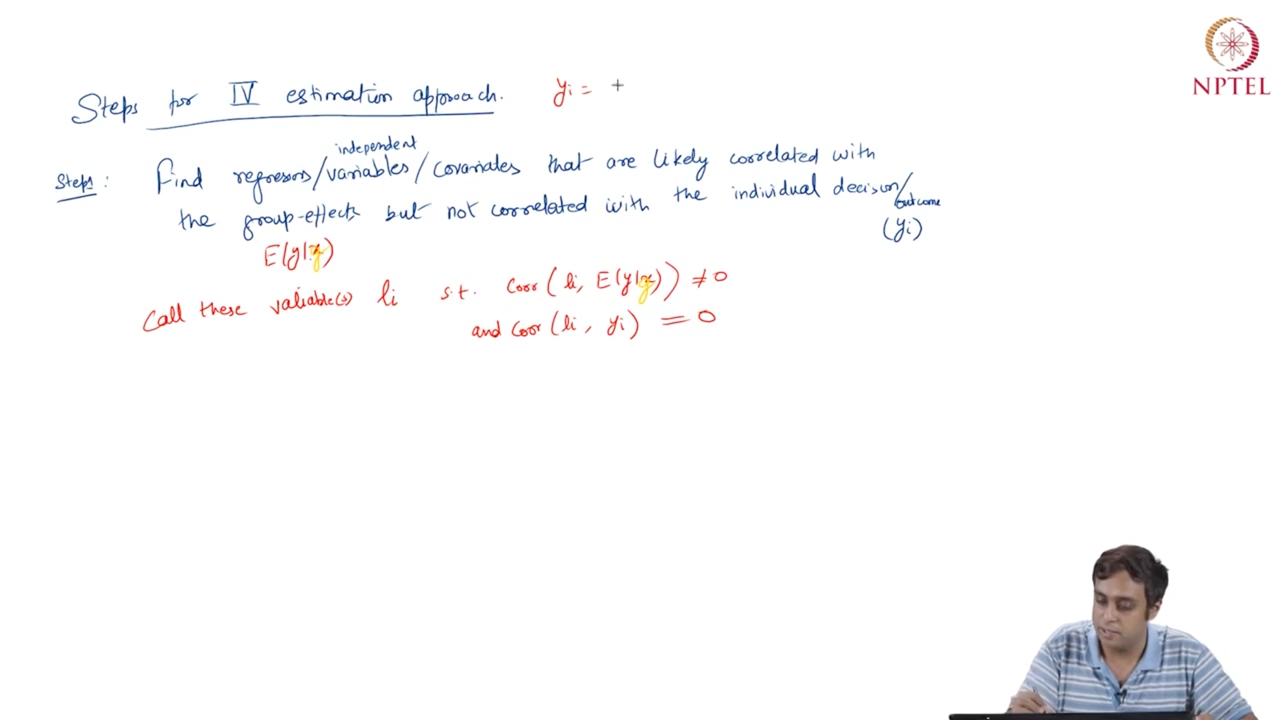 NPTEL
Steps for IV estimation approach. yi = +
independent
Steps: Find regressors/variables/covariates that are likely correlated with
the group-effects but not correlated with the individual decision/
outcome
(yi)
E(y|x)
Call these valiable(s) li s.t. Corr(li, E(y|x)) ≠ 0
and Corr(li, yi) = 0